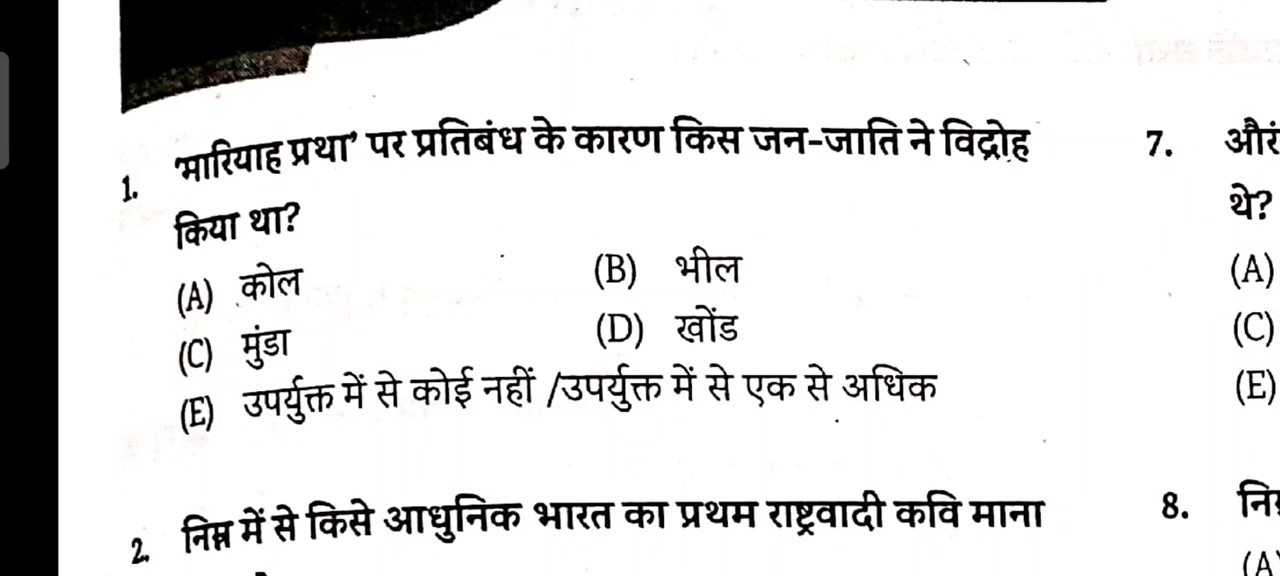 1. 'मारियाह प्रथा' पर प्रतिबंध के कारण किस जन-जाति ने विद्रोह
किया था?
(A) कोल (B) भील
(C) मुंडा (D) खोंड
(E) उपर्युक्त में से कोई नहीं /उपर्युक्त में से एक से अधिक
2. निम्न में से किसे आधुनिक भारत का प्रथम राष्ट्रवादी कवि माना
7.
थे?
(A)
(C)
(E)
8.
(A)